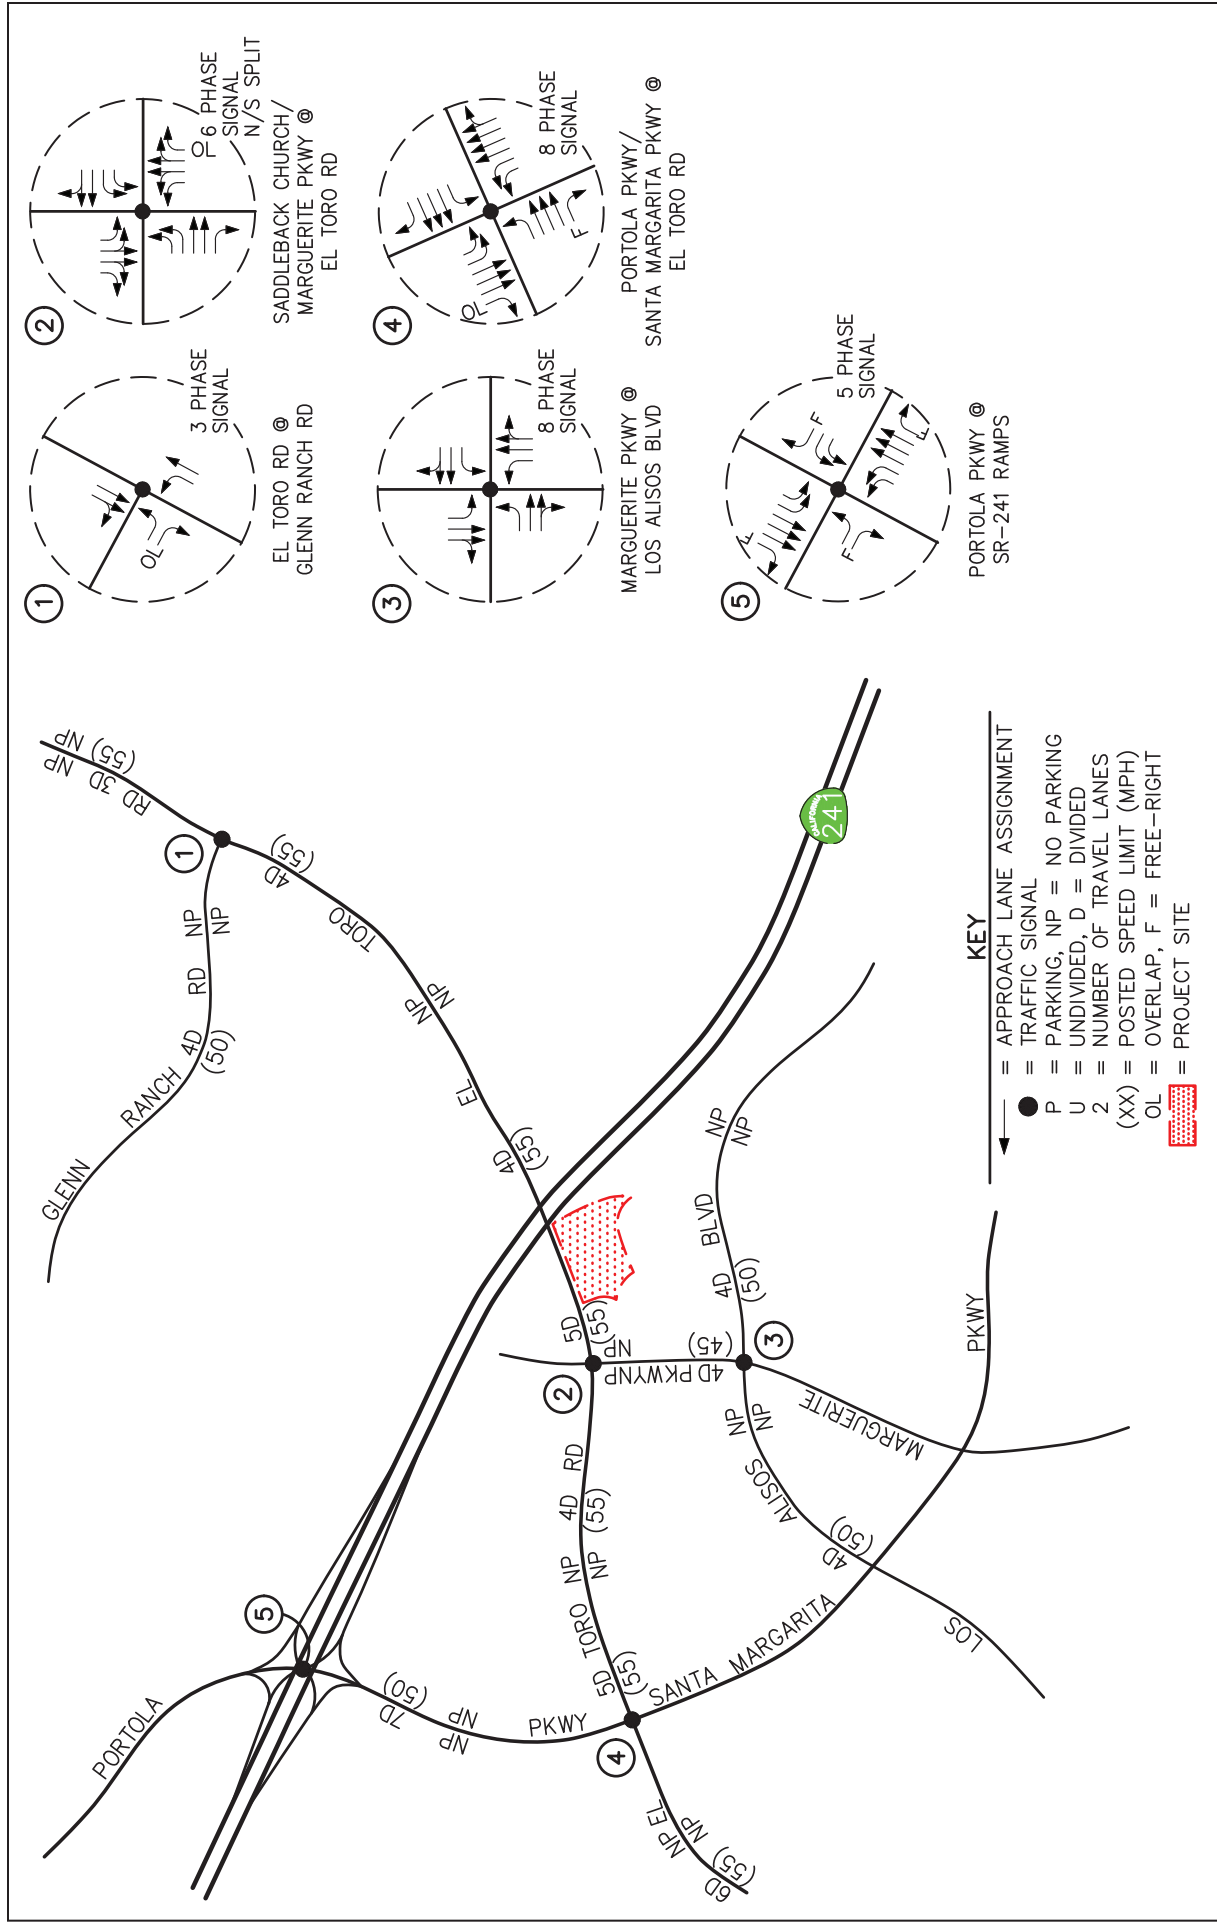 1
3 PHASE
SIGNAL
OL
EL TORO RD @
GLENN RANCH RD
2
6 PHASE
SIGNAL
N/S SPLIT
OL
SADDLEBACK CHURCH/
MARGUERITE PKWY @
EL TORO RD
3
8 PHASE
SIGNAL
MARGUERITE PKWY @
LOS ALISOS BLVD
4
8 PHASE
SIGNAL
OL
F
PORTOLA PKWY/
SANTA MARGARITA PKWY @
EL TORO RD
5
5 PHASE
SIGNAL
F
F
F
F
PORTOLA PKWY @
SR-241 RAMPS
GLENN RANCH 4D RD NP
(50) NP
1
RD 3D NP
(55) NP
4D
(55)
TORO
NP
NP
EL
4D
(55)
CALIFORNIA
241
5D
(55)
2
NP
(45)
4D PKWY NP
3
4D BLVD NP
(50) NP
NP
NP
ALISOS
4D
(50)
LOS
MARGUERITE
PKWY
SANTA MARGARITA
RD
4D
(55)
NP
NP
TORO
5D
(55)
4
NP EL
NP
6D
(55)
PORTOLA
5
7D
(50)
NP
NP
PKWY
KEY
= APPROACH LANE ASSIGNMENT
= TRAFFIC SIGNAL
P = PARKING, NP = NO PARKING
U = UNDIVIDED, D = DIVIDED
2 = NUMBER OF TRAVEL LANES
(XX) = POSTED SPEED LIMIT (MPH)
OL = OVERLAP, F = FREE-RIGHT
= PROJECT SITE